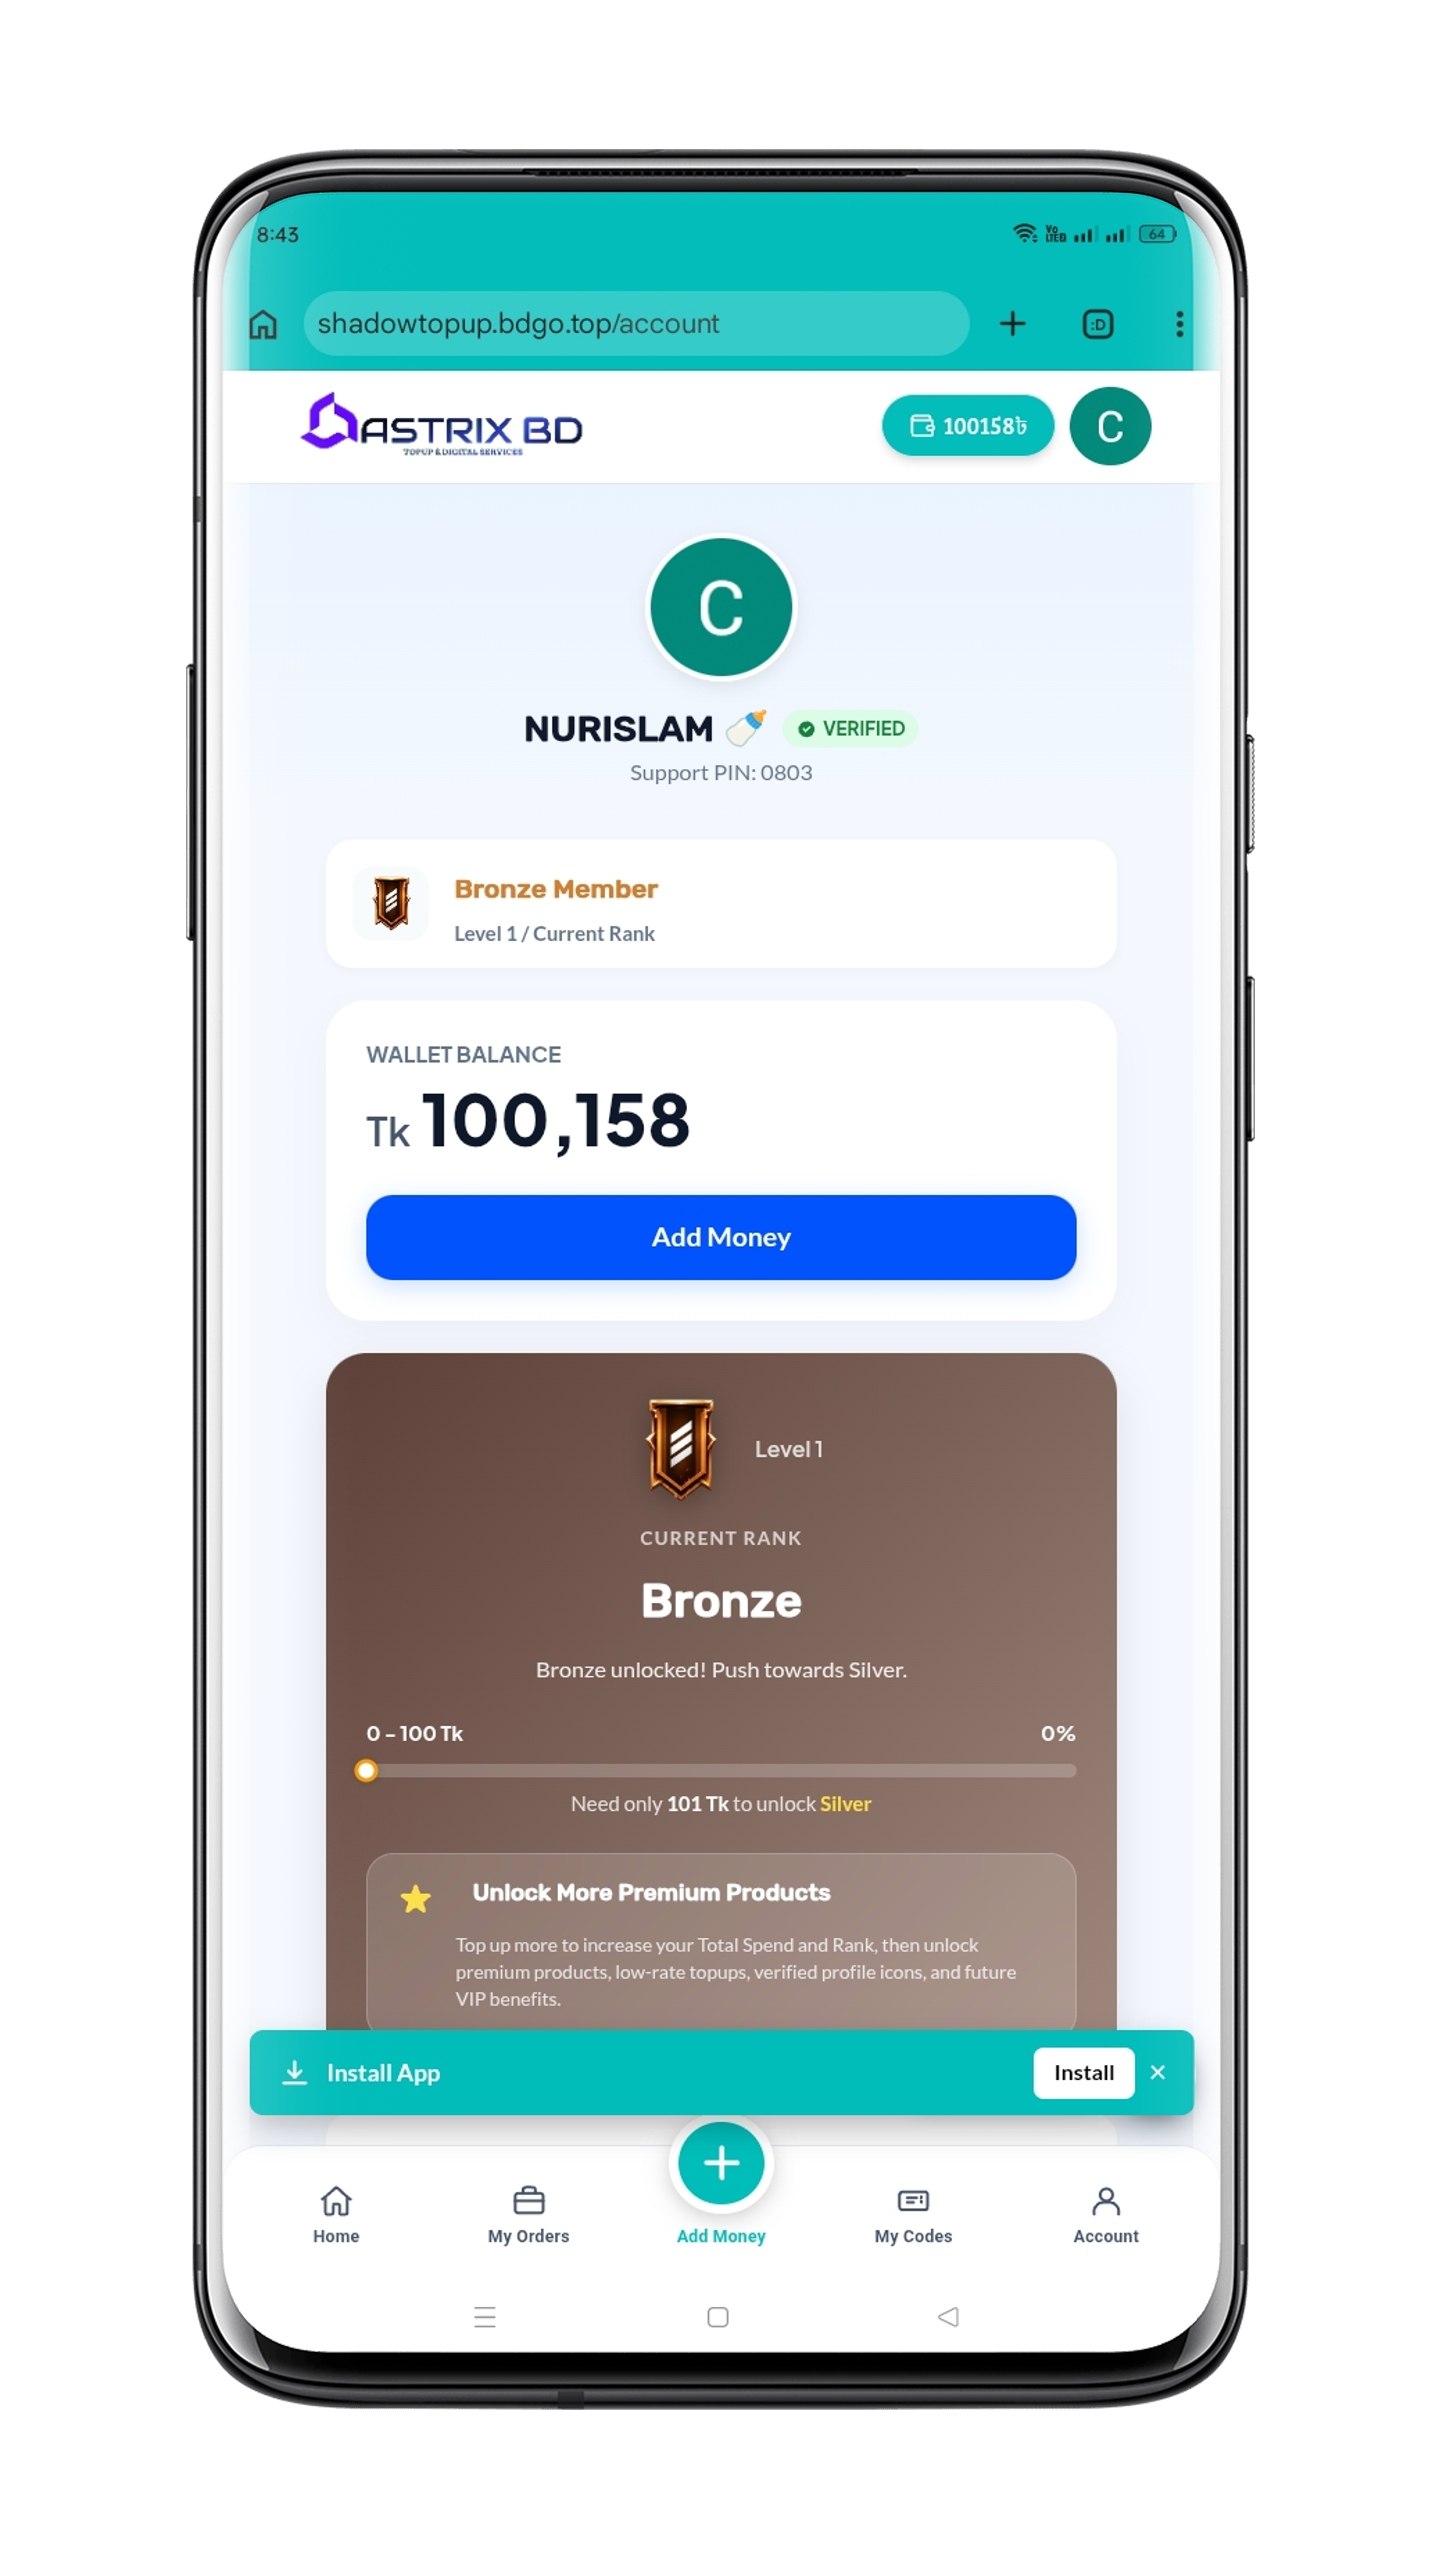 8:43
Vo LTED
64
shadowtopup.bdgo.top/account
:D
ASTRIX BD
TOPUP & DIGITAL SERVICES
100158৳
C
C
NURISLAM
VERIFIED
Support PIN: 0803
Bronze Member
Level 1 / Current Rank
WALLET BALANCE
Tk 100,158
Add Money
Level 1
CURRENT RANK
Bronze
Bronze unlocked! Push towards Silver.
0 – 100 Tk
0%
Need only 101 Tk to unlock Silver
Unlock More Premium Products
Top up more to increase your Total Spend and Rank, then unlock
premium products, low-rate topups, verified profile icons, and future
VIP benefits.
Install App
Install
Home
My Orders
Add Money
My Codes
Account